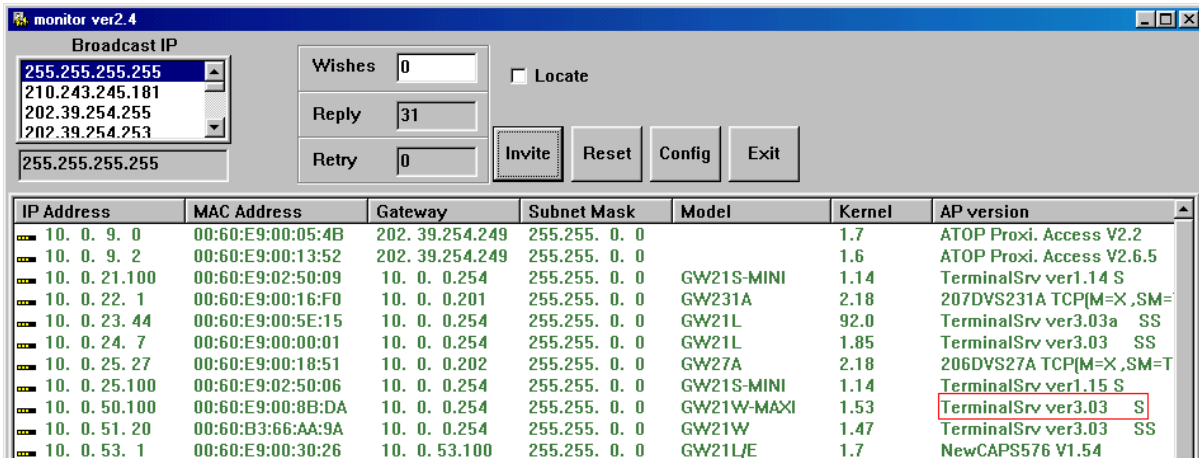 monitor ver2.4
Broadcast IP
255.255.255.255
210.243.245.181
202.39.254.255
202.39.254.253
255.255.255.255
Wishes 0
Reply 31
Retry 0
Locate
Invite Reset Config Exit
IP Address MAC Address Gateway Subnet Mask Model Kernel AP version
10. 0. 9. 0 00:60:E9:00:05:4B 202. 39.254.249 255.255. 0. 0 1.7 ATOP Proxi. Access V2.2
10. 0. 9. 2 00:60:E9:00:13:52 202. 39.254.249 255.255. 0. 0 1.6 ATOP Proxi. Access V2.6.5
10. 0. 21.100 00:60:E9:02:50:09 10. 0. 0.254 255.255. 0. 0 GW21S-MINI 1.14 TerminalSrv ver1.14 S
10. 0. 22. 1 00:60:E9:00:16:F0 10. 0. 0.201 255.255. 0. 0 GW231A 2.18 207DVS231A TCP(M=X ,SM=
10. 0. 23. 44 00:60:E9:00:5E:15 10. 0. 0.254 255.255. 0. 0 GW21L 92.0 TerminalSrv ver3.03a SS
10. 0. 24. 7 00:60:E9:00:00:01 10. 0. 0.254 255.255. 0. 0 GW21L 1.85 TerminalSrv ver3.03 SS
10. 0. 25. 27 00:60:E9:00:18:51 10. 0. 0.202 255.255. 0. 0 GW27A 2.18 206DVS27A TCP(M=X ,SM=T
10. 0. 25.100 00:60:E9:02:50:06 10. 0. 0.254 255.255. 0. 0 GW21S-MINI 1.14 TerminalSrv ver1.15 S
10. 0. 50.100 00:60:E9:00:8B:DA 10. 0. 0.254 255.255. 0. 0 GW21W-MAXI 1.53 TerminalSrv ver3.03 S
10. 0. 51. 20 00:60:B3:66:AA:9A 10. 0. 0.254 255.255. 0. 0 GW21W 1.47 TerminalSrv ver3.03 SS
10. 0. 53. 1 00:60:E9:00:30:26 10. 0. 53.100 255.255. 0. 0 GW21L/E 1.7 NewCAPS576 V1.54